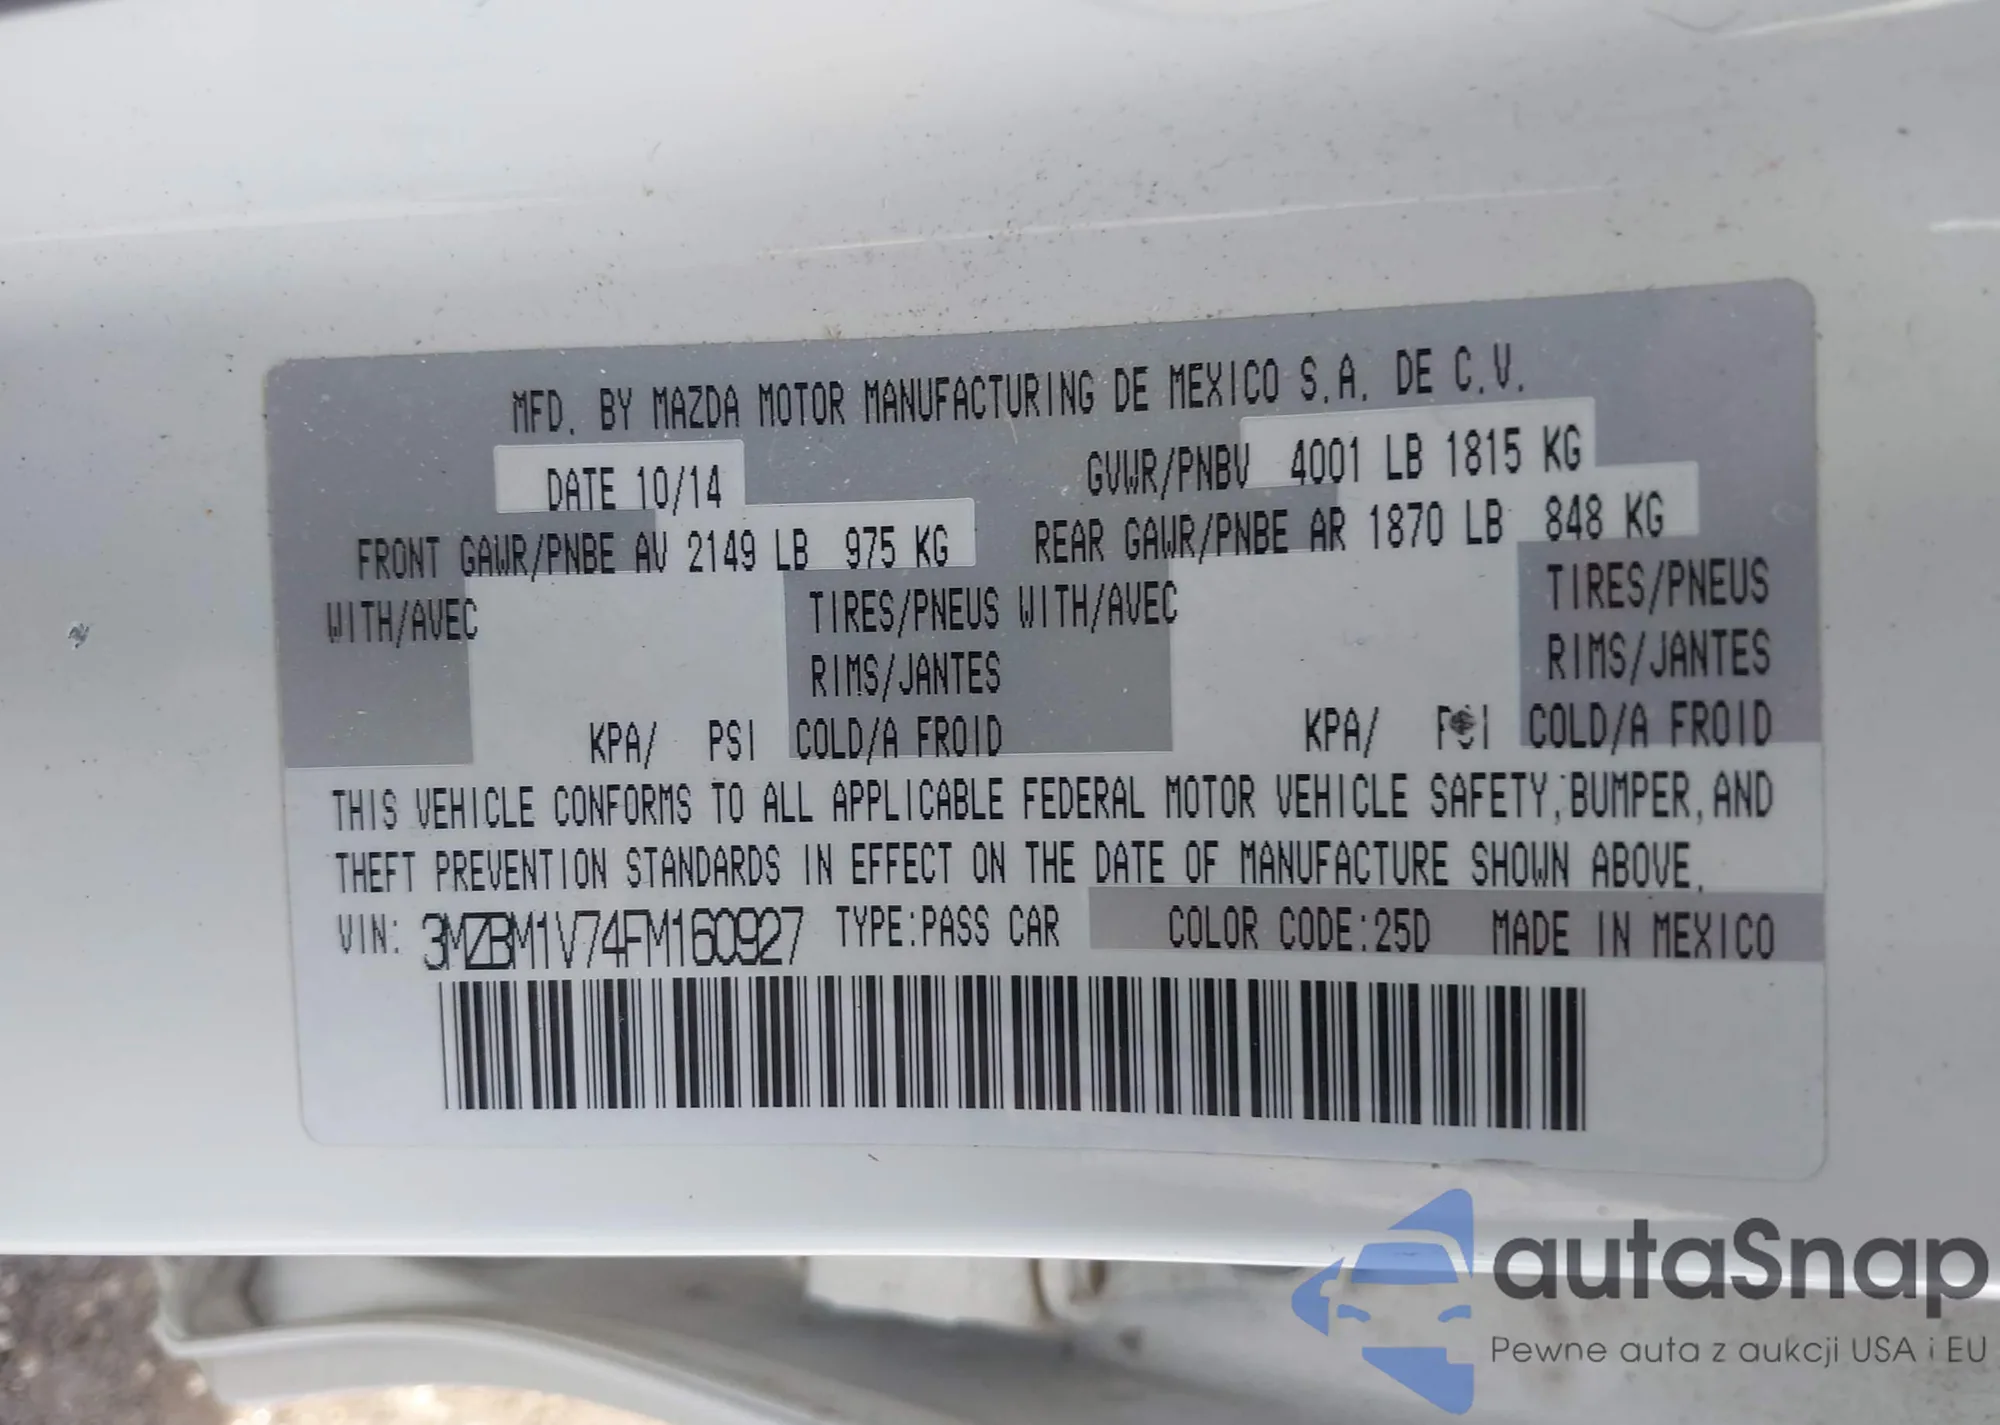 MFD. BY MAZDA MOTOR MANUFACTURING DE MEXICO S.A. DE C.V.
DATE 10/14 GVWR/PNBV 4001 LB 1815 KG
FRONT GAWR/PNBE AV 2149 LB 975 KG REAR GAWR/PNBE AR 1870 LB 848 KG
WITH/AVEC TIRES/PNEUS WITH/AVEC TIRES/PNEUS
RIMS/JANTES RIMS/JANTES
KPA/ PSI COLD/A FROID KPA/ PSI COLD/A FROID
THIS VEHICLE CONFORMS TO ALL APPLICABLE FEDERAL MOTOR VEHICLE SAFETY, BUMPER, AND
THEFT PREVENTION STANDARDS IN EFFECT ON THE DATE OF MANUFACTURE SHOWN ABOVE.
VIN: 3MZBM1V74FM160927 TYPE:PASS CAR COLOR CODE:25D MADE IN MEXICO
autaSnap
Pewne auta z aukcji USA i EU